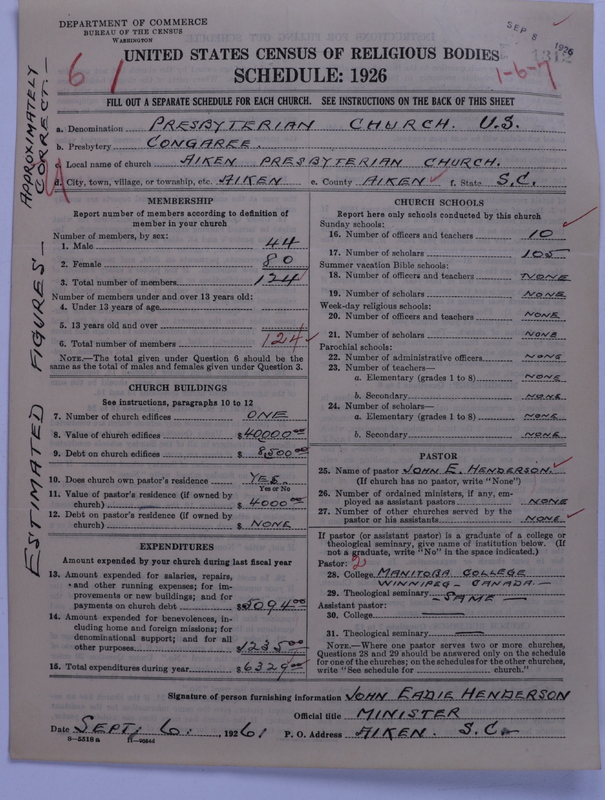 DEPARTMENT OF COMMERCE
BUREAU OF THE CENSUS
WASHINGTON
SEP 8 1926
UNITED STATES CENSUS OF RELIGIOUS BODIES
SCHEDULE: 1926
6 1
1-6-7
FILL OUT A SEPARATE SCHEDULE FOR EACH CHURCH. SEE INSTRUCTIONS ON THE BACK OF THIS SHEET
ESTIMATED FIGURES - APPROXIMATELY CORRECT. -
a. Denomination PRESBYTERIAN CHURCH. U.S.
b. Presbytery CONGAREE.
c. Local name of church AIKEN PRESBYTERIAN CHURCH.
d. City, town, village, or township, etc. AIKEN e. County AIKEN ✓ f. State S.C.
MEMBERSHIP
Report number of members according to definition of
member in your church
Number of members, by sex:
1. Male 44
2. Female 80
3. Total number of members 124
Number of members under and over 13 years old:
4. Under 13 years of age
5. 13 years old and over
6. Total number of members 124 ✓
NOTE.—The total given under Question 6 should be the
same as the total of males and females given under Question 3.
CHURCH BUILDINGS
See instructions, paragraphs 10 to 12
7. Number of church edifices ONE
8. Value of church edifices $40000.00
9. Debt on church edifices $8500.00
10. Does church own pastor's residence? YES.
Yes or No
11. Value of pastor's residence (if owned by
church) $4000.00
12. Debt on pastor's residence (if owned by
church) $ NONE
EXPENDITURES
Amount expended by your church during last fiscal year
13. Amount expended for salaries, repairs,
and other running expenses; for im-
provements or new buildings; and for
payments on church debt $5094.00
14. Amount expended for benevolences, in-
cluding home and foreign missions; for
denominational support; and for all
other purposes $1235.00
15. Total expenditures during year $6329.00
CHURCH SCHOOLS
Report here only schools conducted by this church
Sunday schools:
16. Number of officers and teachers 10 ✓
17. Number of scholars 105
Summer vacation Bible schools:
18. Number of officers and teachers NONE
19. Number of scholars NONE
Week-day religious schools:
20. Number of officers and teachers NONE
21. Number of scholars NONE
Parochial schools:
22. Number of administrative officers NONE
23. Number of teachers—
a. Elementary (grades 1 to 8) NONE
b. Secondary NONE
24. Number of scholars—
a. Elementary (grades 1 to 8) NONE
b. Secondary NONE
PASTOR
25. Name of pastor JOHN E. HENDERSON. ✓
(If church has no pastor, write "None")
26. Number of ordained ministers, if any, em-
ployed as assistant pastors NONE
27. Number of other churches served by the
pastor or his assistants NONE ✓
If pastor (or assistant pastor) is a graduate of a college or
theological seminary, give name of institution below. (If
not a graduate, write "No" in the space indicated.)
Pastor: 2
28. College MANITOBA COLLEGE
WINNIPEG - CANADA -
29. Theological seminary - SAME -
Assistant pastor:
30. College
31. Theological seminary
NOTE.—Where one pastor serves two or more churches,
Questions 28 and 29 should be answered only on the schedule
for one of the churches; on the schedules for the other churches,
write "See schedule for church."
Signature of person furnishing information JOHN EADIE HENDERSON
Official title MINISTER
Date SEPT. 6. , 1926. P. O. Address AIKEN. S.C.
8—5518 a